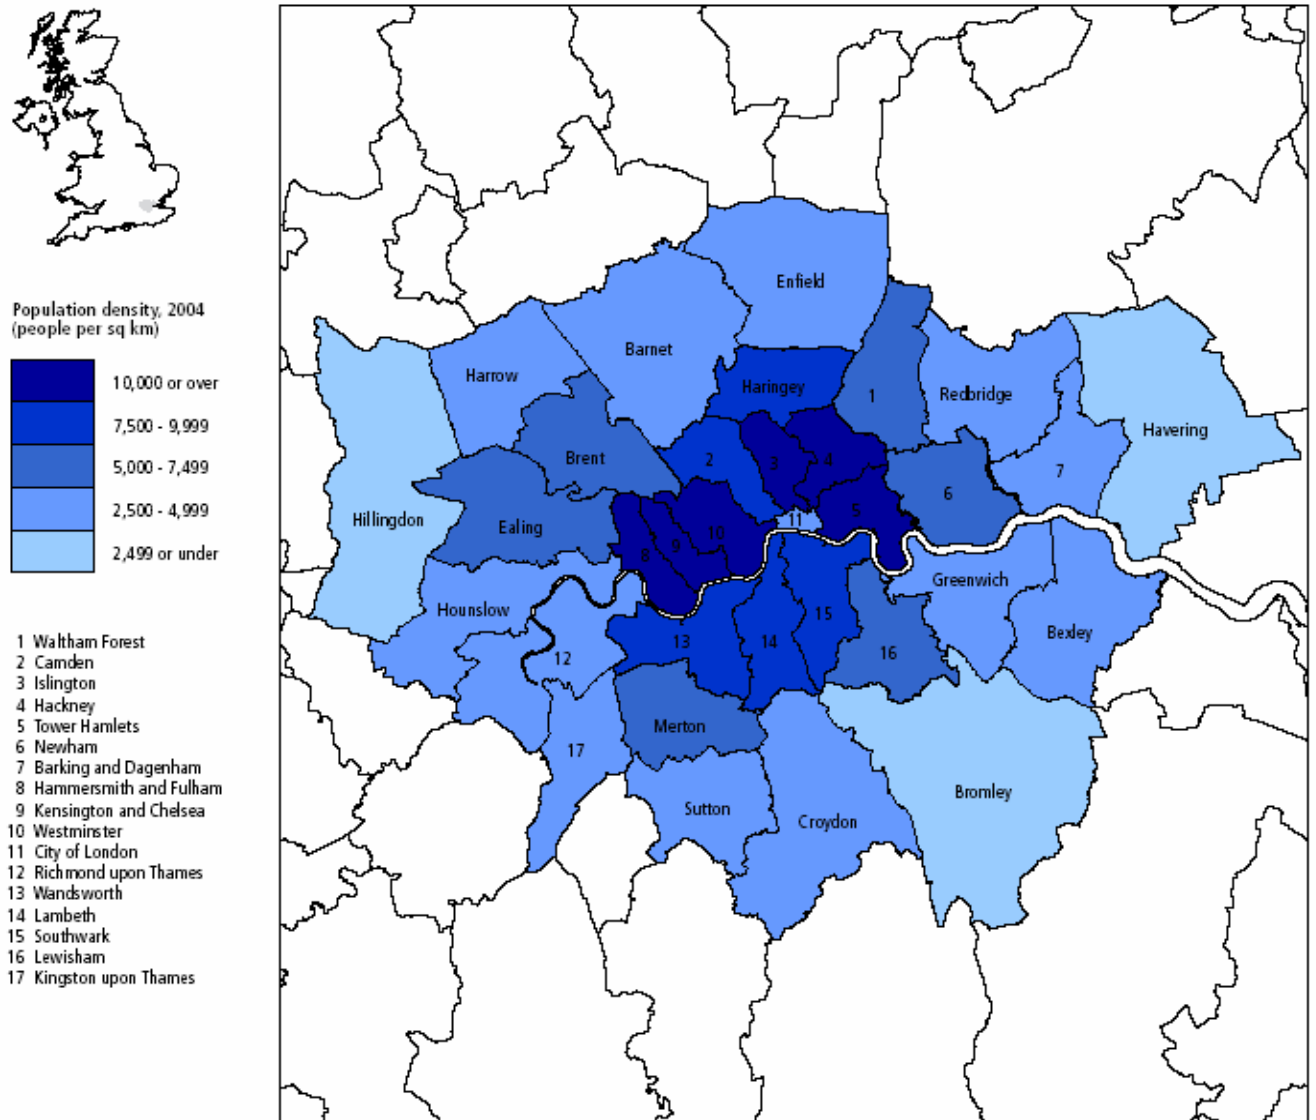 Population density, 2004
(people per sq km)
10,000 or over
7,500 - 9,999
5,000 - 7,499
2,500 - 4,999
2,499 or under
1 Waltham Forest
2 Camden
3 Islington
4 Hackney
5 Tower Hamlets
6 Newham
7 Barking and Dagenham
8 Hammersmith and Fulham
9 Kensington and Chelsea
10 Westminster
11 City of London
12 Richmond upon Thames
13 Wandsworth
14 Lambeth
15 Southwark
16 Lewisham
17 Kingston upon Thames
Enfield
Barnet
Harrow
Haringey
1
Redbridge
Havering
Brent
2
3
4
7
6
Hillingdon
Ealing
5
11
10
9
8
Greenwich
Hounslow
15
Bexley
13
14
16
12
Merton
17
Bromley
Sutton
Croydon